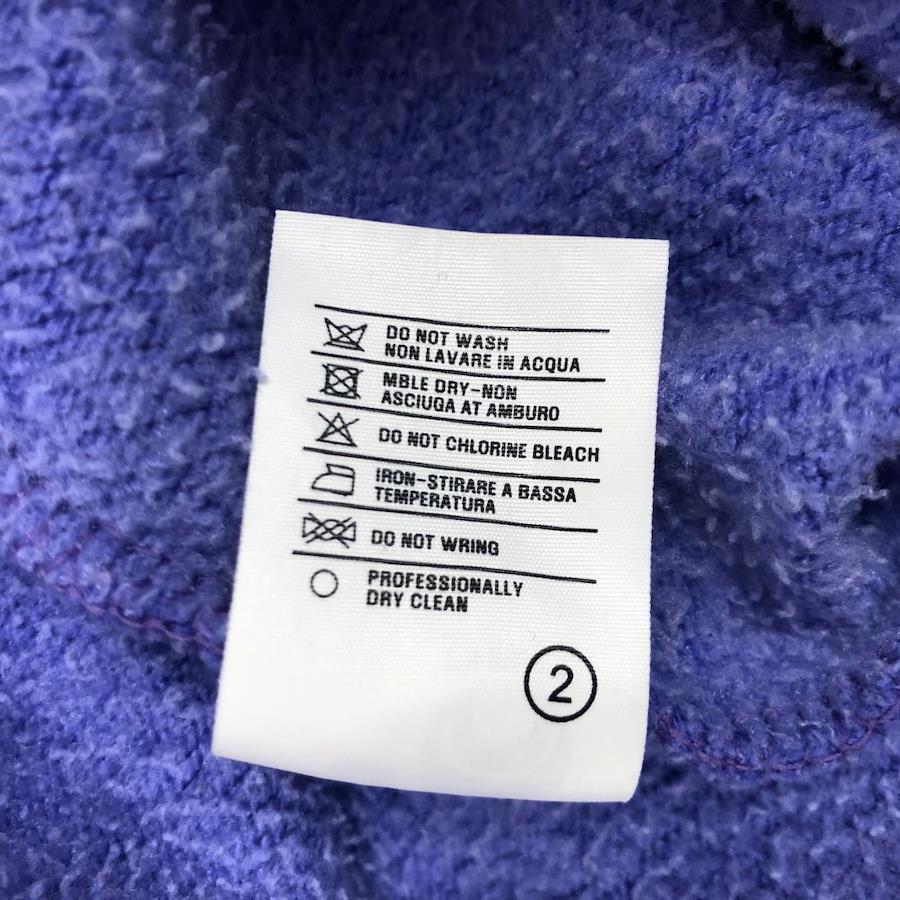 DO NOT WASH
NON LAVARE IN ACQUA
MBLE DRY-NON
ASCIUGA AT AMBURO
DO NOT CHLORINE BLEACH
IRON-STIRARE A BASSA
TEMPERATURA
DO NOT WRING
PROFESSIONALLY
DRY CLEAN
2